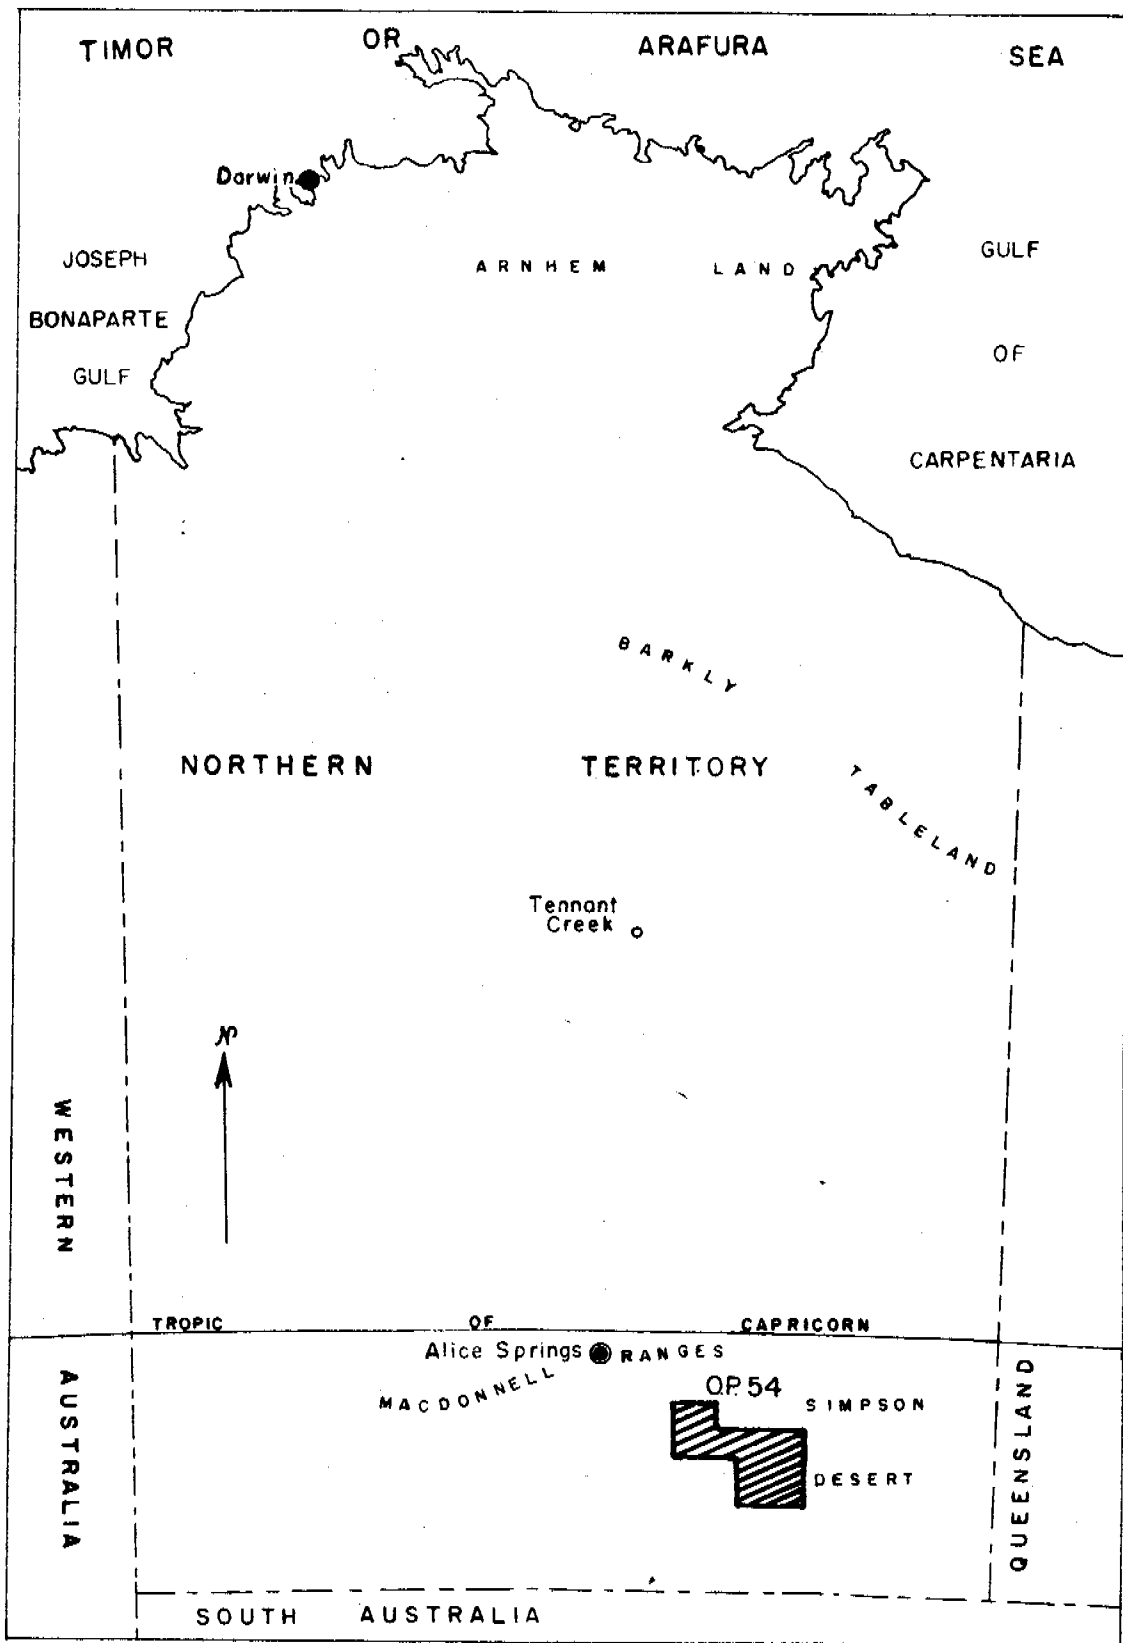 TIMOR OR ARAFURA SEA
Darwin
JOSEPH
BONAPARTE
GULF
ARNHEM LAND
GULF
OF
CARPENTARIA
BARKLY
TABLELAND
NORTHERN TERRITORY
Tennant
Creek
N
WESTERN
AUSTRALIA
TROPIC OF CAPRICORN
Alice Springs
MACDONNELL RANGES
O.P. 54
SIMPSON
DESERT
QUEENSLAND
SOUTH AUSTRALIA